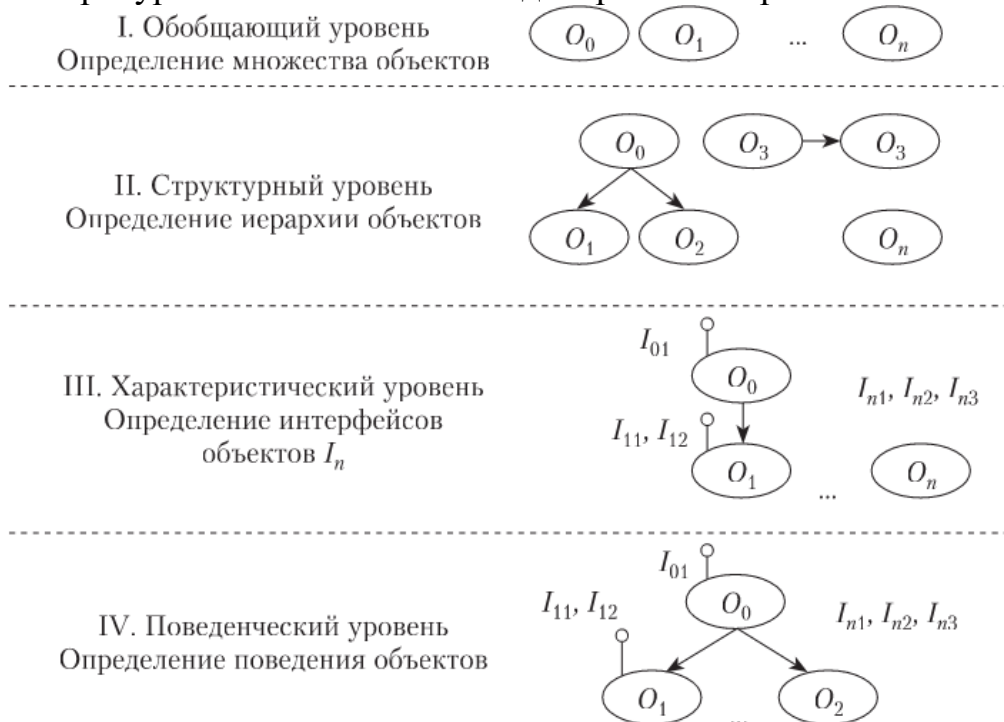 I. Обобщающий уровень
Определение множества объектов
O₀ O₁ ... Oₙ
II. Структурный уровень
Определение иерархии объектов
O₀ O₃ O₃
O₁ O₂ Oₙ
III. Характеристический уровень
Определение интерфейсов
объектов Iₙ
I₀₁
O₀
Iₙ₁, Iₙ₂, Iₙ₃
I₁₁, I₁₂
O₁ ... Oₙ
IV. Поведенческий уровень
Определение поведения объектов
I₀₁
I₁₁, I₁₂
O₀
Iₙ₁, Iₙ₂, Iₙ₃
O₁ ... O₂